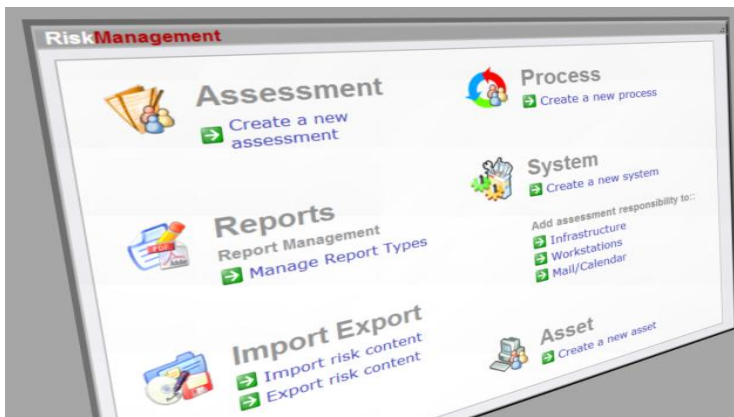 RiskManagement
Assessment
Create a new
assessment
Reports
Report Management
Manage Report Types
PDF
Adobe
Import Export
Import risk content
Export risk content
Process
Create a new process
System
Create a new system
Add assessment responsibility to::
Infrastructure
Workstations
Mail/Calendar
Asset
Create a new asset